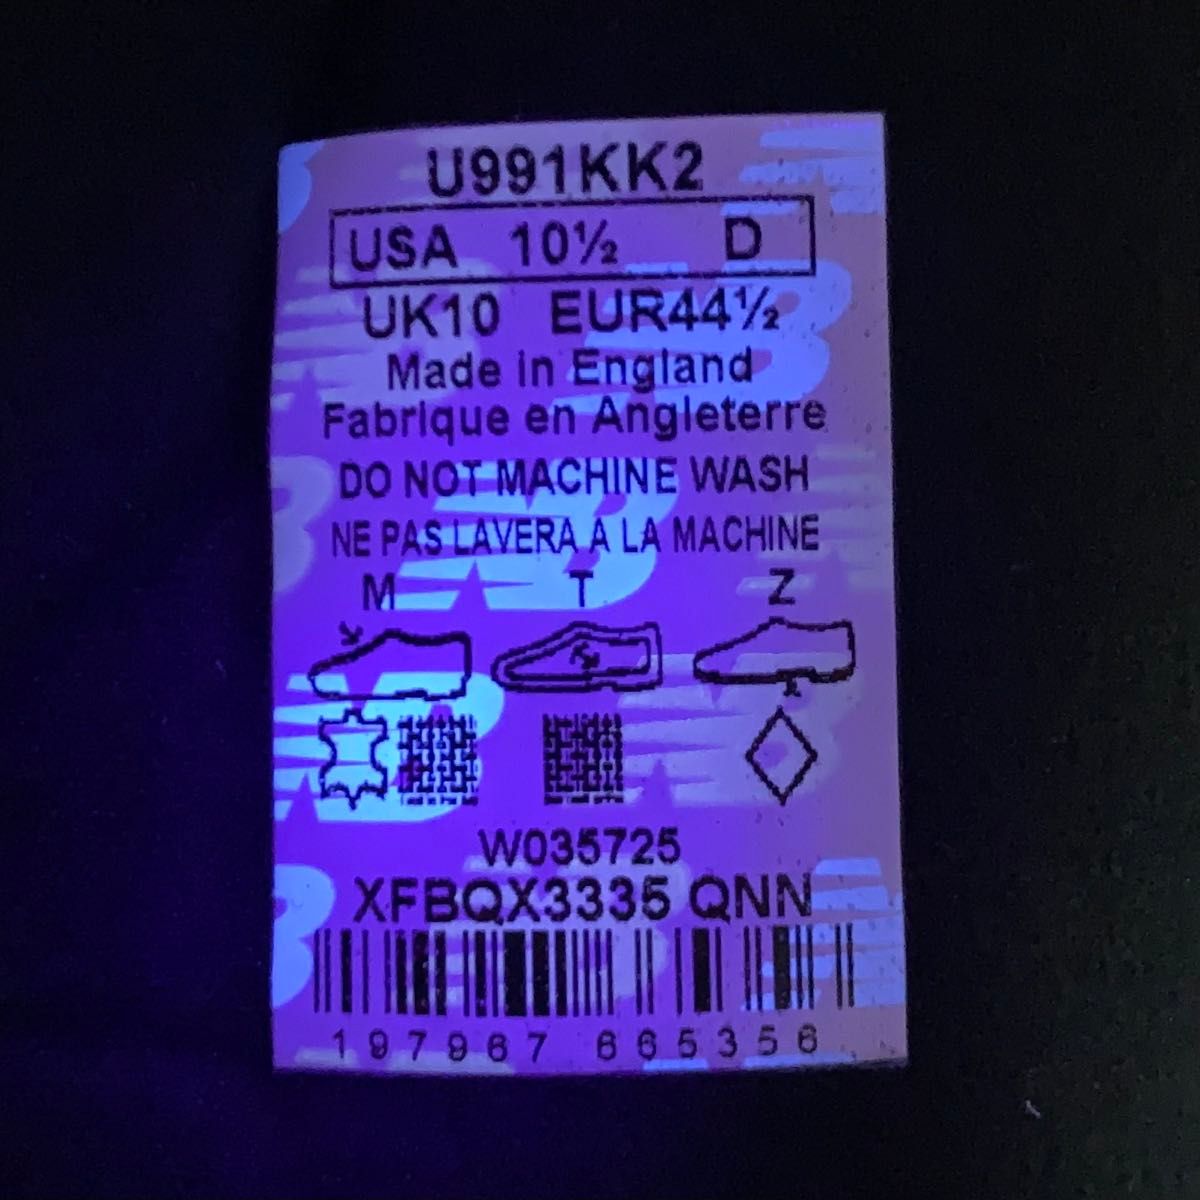 U991KK2
USA 10½ D
UK10 EUR44½
Made in England
Fabrique en Angleterre
DO NOT MACHINE WASH
NE PAS LAVERA A LA MACHINE
M T Z
W035725
XFBQX3335 QNN
197967 665356